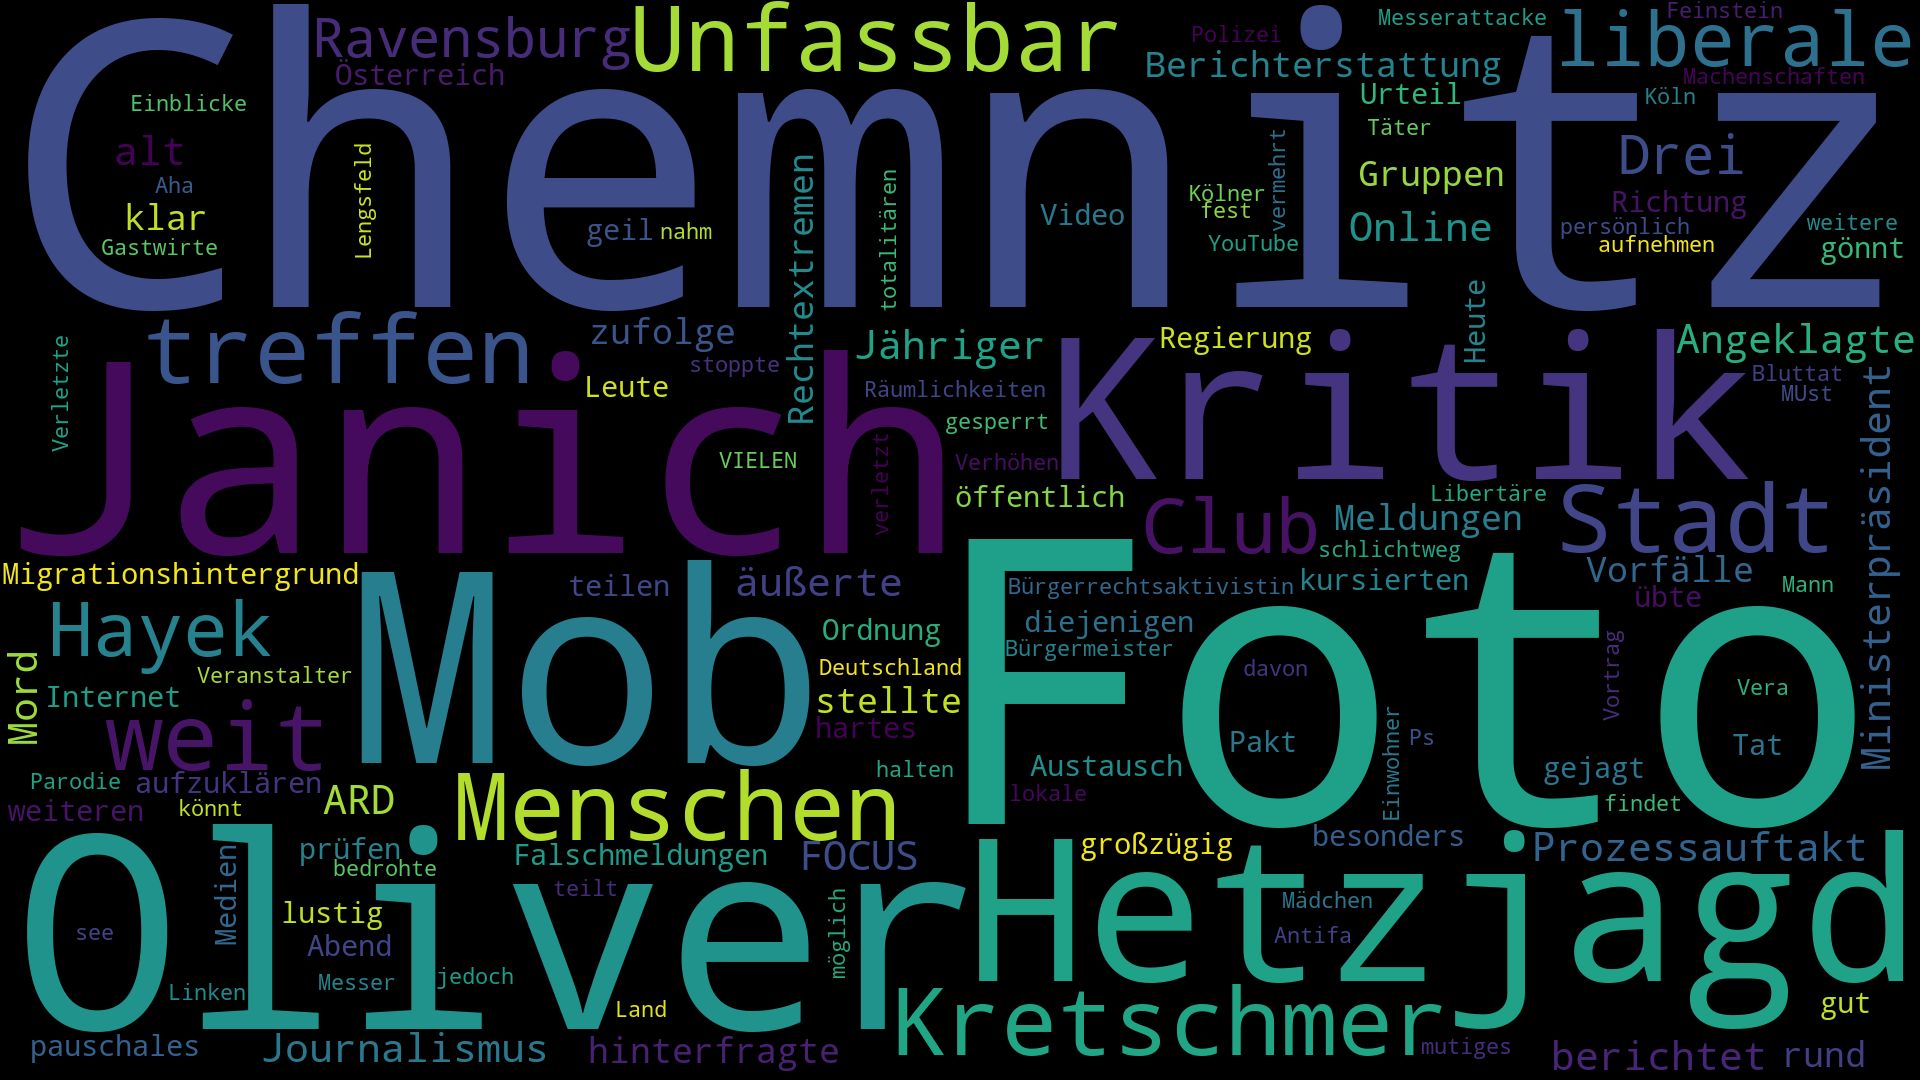 Chemnitz
Ravensburg
Unfassbar
Polizei
Messerattacke
Feinstein
liberale
Österreich
Berichterstattung
Machenschaften
Einblicke
Urteil
Köln
alt
Täter
Drei
Aha
Lengsfeld
Rechtextremen
totalitären
Kölner
vermehrt
Gruppen
Richtung
klar
geil
nahm
Video
fest
Online
persönlich
weitere
Gastwirte
YouTube
aufnehmen
gönnt
treffen
zufolge
Jähriger
Regierung
Heute
Angeklagte
Verletzte
stoppte
Bluttat
Janich
Leute
Räumlichkeiten
Kritik
MUst
gesperrt
VIELEN
verletzt
Verhöhen
öffentlich
Club
Libertäre
Meldungen
Stadt
Ministerpräsident
schlichtweg
Migrationshintergrund
Mob
teilen
äußerte
Foto
Bürgerrechtsaktivistin
kursierten
Vorfälle
Mann
übte
Hayek
Ordnung
diejenigen
Bürgermeister
Mord
Veranstalter
Deutschland
davon
Vortrag
Vera
Internet
stellte
weit
hartes
Pakt
Einwohner
Ps
Tat
Parodie
aufzuklären
halten
Austausch
gejagt
weiteren
könnt
ARD
Menschen
lokale
findet
Oliver
prüfen
Falschmeldungen
FOCUS
großzügig
besonders
Prozessauftakt
bedrohte
Medien
teilt
Hetzjagd
lustig
möglich
Mädchen
see
Abend
Antifa
Linken
Messer
jedoch
Land
Kretschmer
gut
pauschales
Journalismus
hinterfragte
mutiges
berichtet
rund